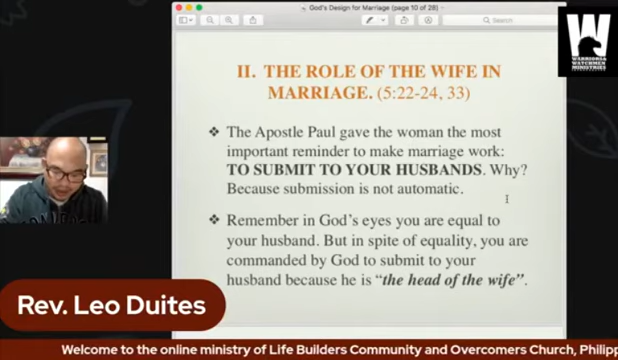 God's Design for Marriage (page 10 of 28)
Search
W
WARRIORS &
WATCHMEN
MINISTRIES
II. THE ROLE OF THE WIFE IN
MARRIAGE. (5:22-24, 33)
❖ The Apostle Paul gave the woman the most
important reminder to make marriage work:
TO SUBMIT TO YOUR HUSBANDS. Why?
Because submission is not automatic.
❖ Remember in God's eyes you are equal to
your husband. But in spite of equality, you are
commanded by God to submit to your
husband because he is "the head of the wife".
Rev. Leo Duites
Welcome to the online ministry of Life Builders Community and Overcomers Church, Philipp